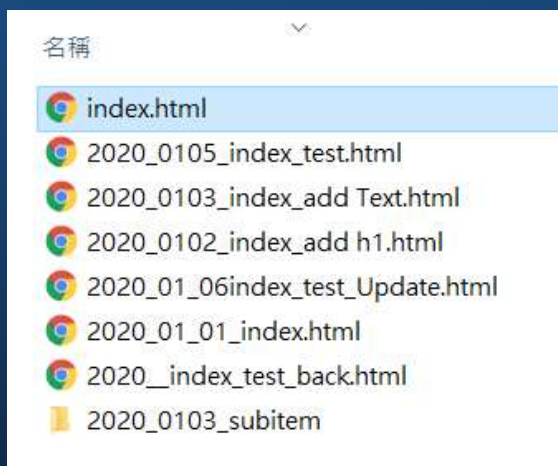 名稱
index.html
2020_0105_index_test.html
2020_0103_index_add Text.html
2020_0102_index_add h1.html
2020_01_06index_test_Update.html
2020_01_01_index.html
2020__index_test_back.html
2020_0103_subitem